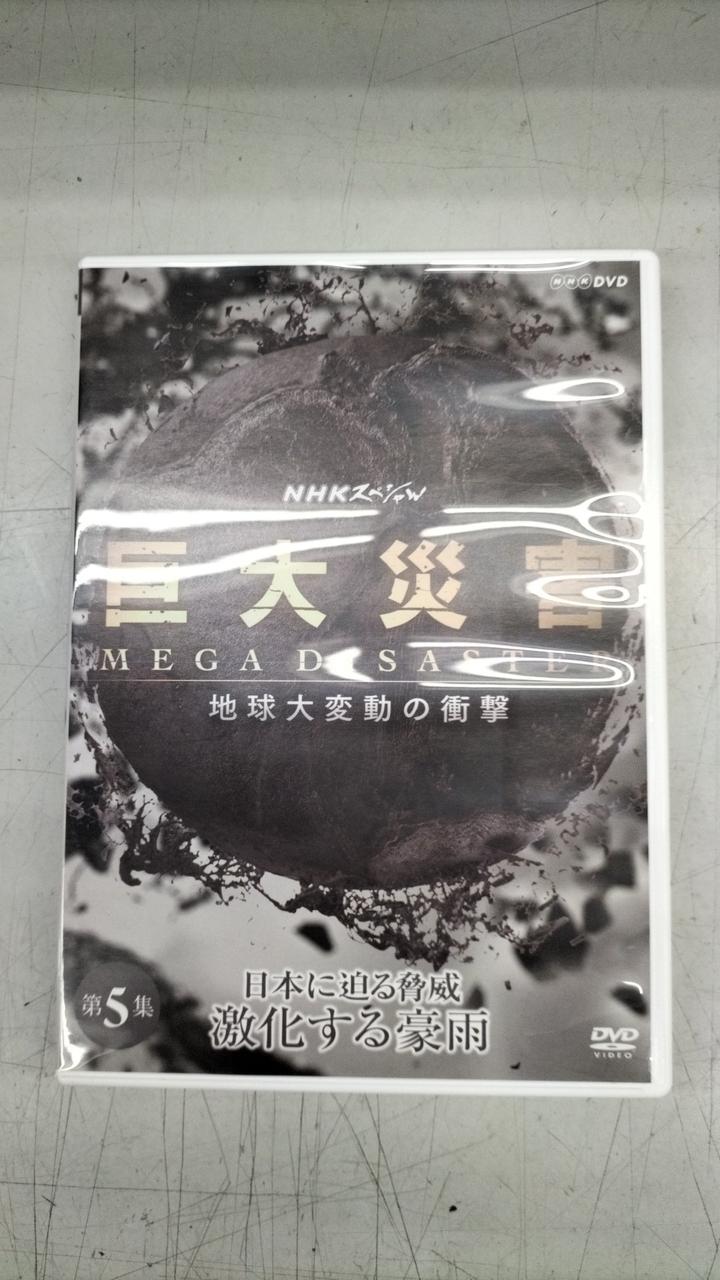 NHK DVD
NHKスペシャル
巨大災害
MEGA DISASTER
地球大変動の衝撃
第5集
日本に迫る脅威
激化する豪雨
DVD
VIDEO